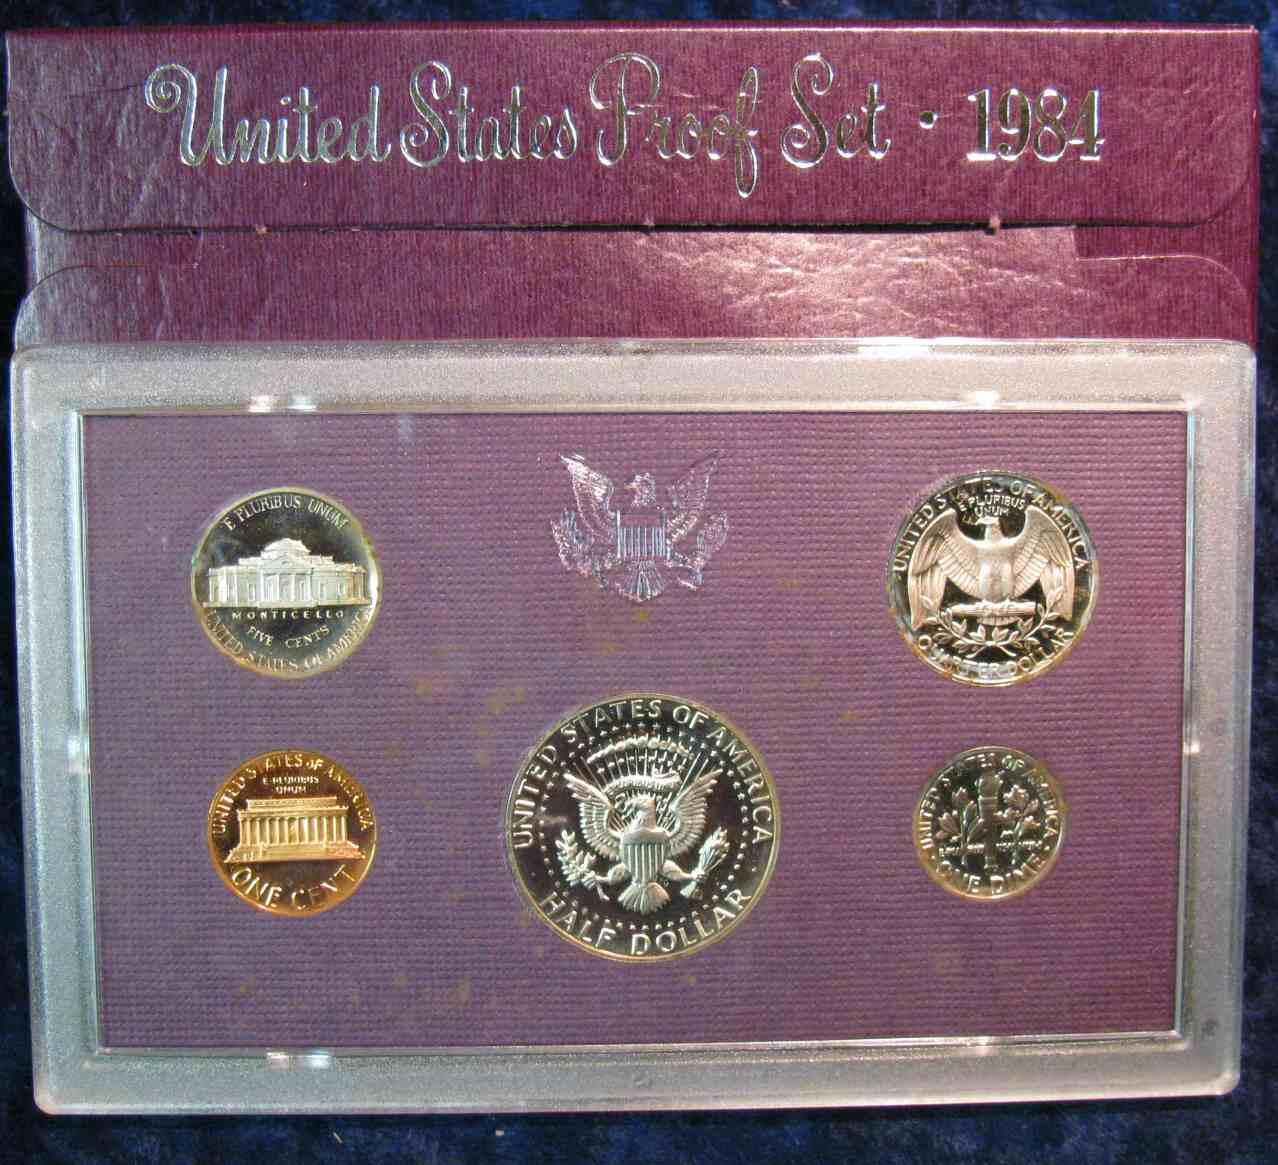 United States Proof Set · 1984
E PLURIBUS UNUM
MONTICELLO
FIVE CENTS
UNITED STATES OF AMERICA
UNITED STATES OF AMERICA
E PLURIBUS
UNUM
QUARTER DOLLAR
UNITED STATES OF AMERICA
E PLURIBUS
UNUM
ONE CENT
UNITED STATES OF AMERICA
HALF DOLLAR
UNITED STATES OF AMERICA
ONE DIME